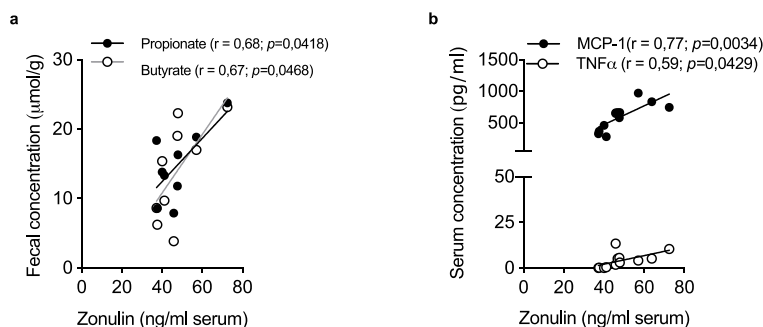 a
Propionate (r = 0,68; p=0,0418)
Butyrate (r = 0,67; p=0,0468)
30
20
10
0
Fecal concentration (μmol/g)
0 20 40 60 80
Zonulin (ng/ml serum)
b
MCP-1(r = 0,77; p=0,0034)
TNFα (r = 0,59; p=0,0429)
1500
1000
500
50
25
0
Serum concentration (pg/ml)
0 20 40 60 80
Zonulin (ng/ml serum)